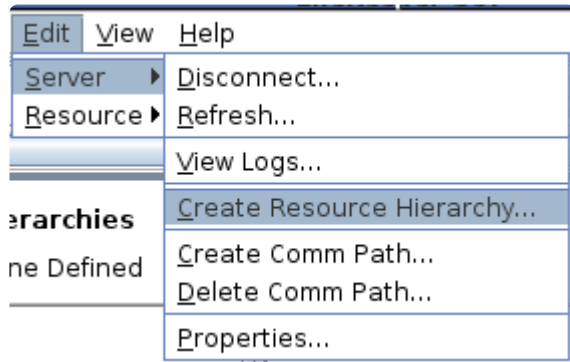 Edit View Help
Server Disconnect...
Resource Refresh...
View Logs...
Create Resource Hierarchy...
erarchies
Create Comm Path...
ne Defined
Delete Comm Path...
Properties...